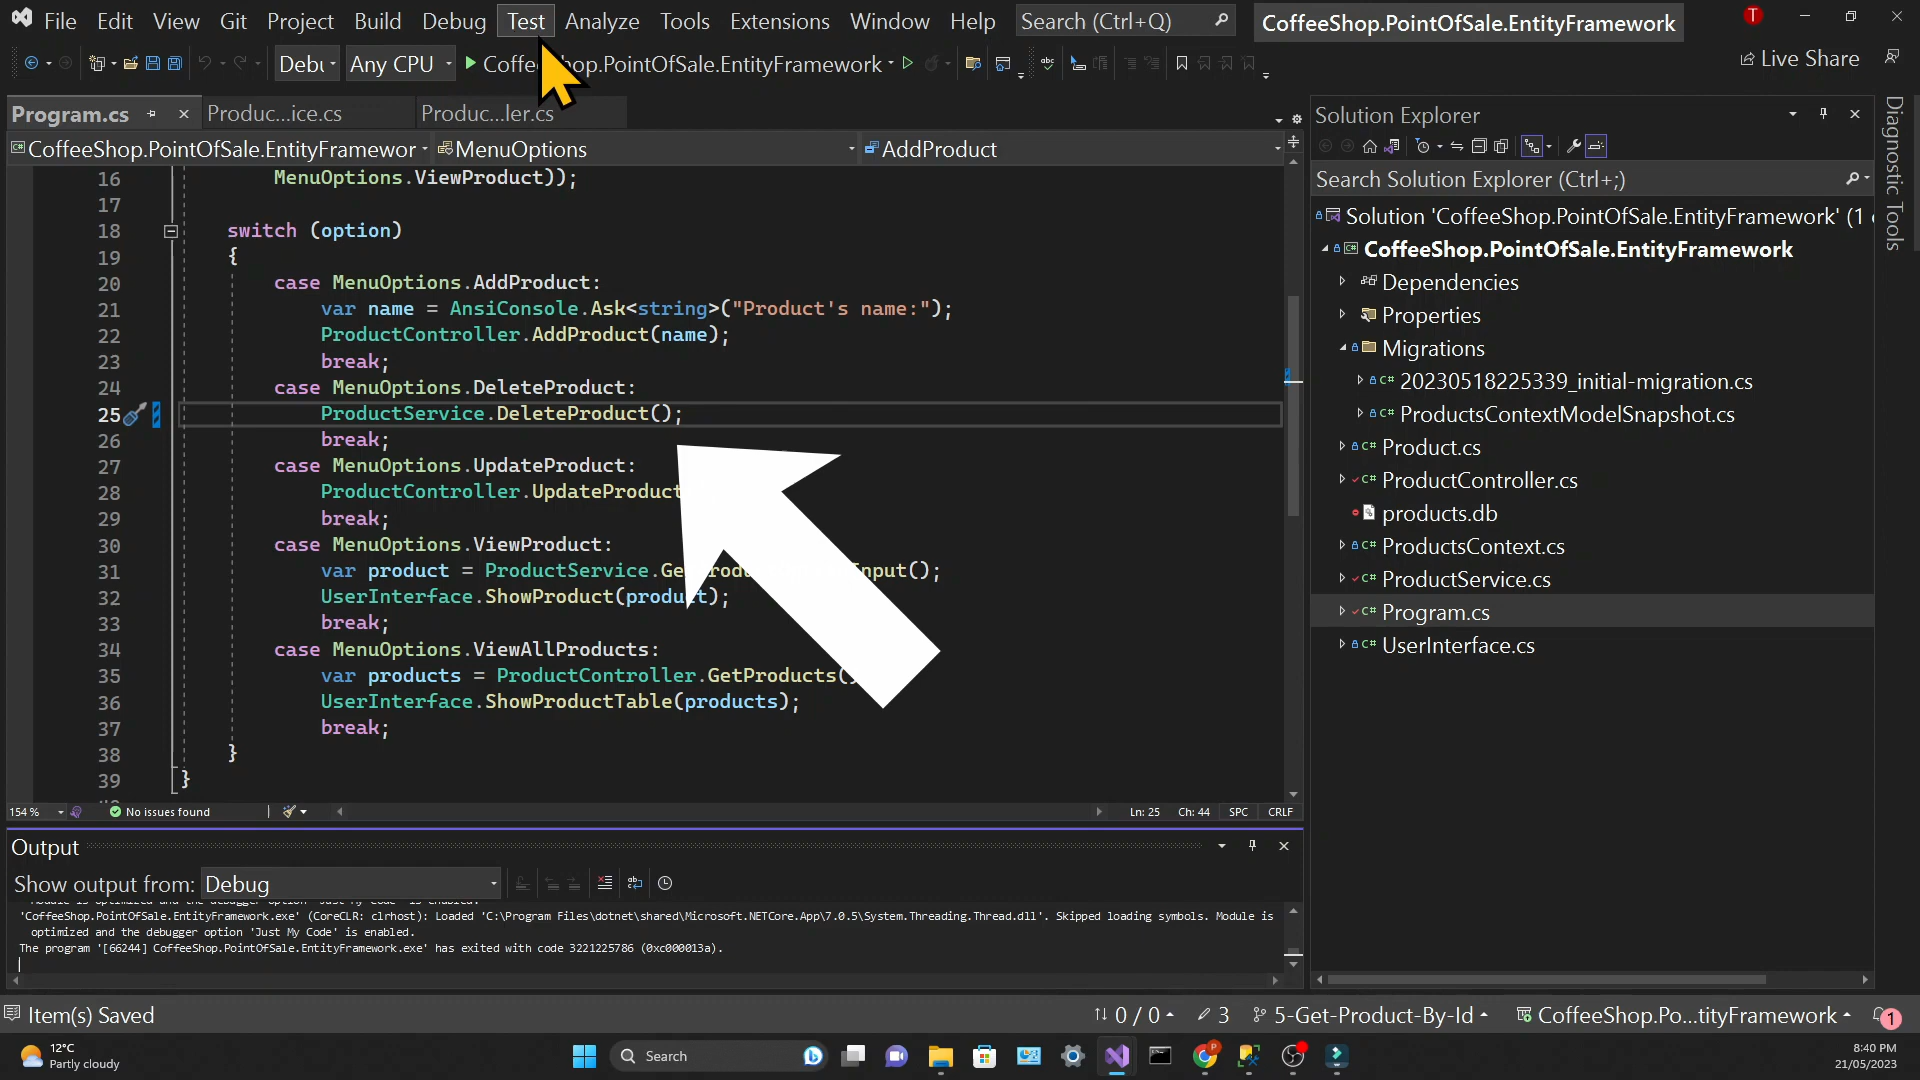 File Edit View Git Project Build Debug Test Analyze Tools Extensions Window Help Search (Ctrl+Q) CoffeeShop.PointOfSale.EntityFramework T
Debu Any CPU Coffe op.PointOfSale.EntityFramework Live Share
Program.cs Produc...ice.cs Produc...ler.cs
CoffeeShop.PointOfSale.EntityFramewor MenuOptions AddProduct
16 MenuOptions.ViewProduct));
17
18 switch (option)
19 {
20 case MenuOptions.AddProduct:
21 var name = AnsiConsole.Ask<string>("Product's name:");
22 ProductController.AddProduct(name);
23 break;
24 case MenuOptions.DeleteProduct:
25 ProductService.DeleteProduct();
26 break;
27 case MenuOptions.UpdateProduct:
28 ProductController.UpdateProduct
29 break;
30 case MenuOptions.ViewProduct:
31 var product = ProductService.Ge nput();
32 UserInterface.ShowProduct(product);
33 break;
34 case MenuOptions.ViewAllProducts:
35 var products = ProductController.GetProducts(
36 UserInterface.ShowProductTable(products);
37 break;
38 }
39 }
154 % No issues found Ln: 25 Ch: 44 SPC CRLF
Output
Show output from: Debug
'CoffeeShop.PointOfSale.EntityFramework.exe' (CoreCLR: clrhost): Loaded 'C:\Program Files\dotnet\shared\Microsoft.NETCore.App\7.0.5\System.Threading.Thread.dll'. Skipped loading symbols. Module is
optimized and the debugger option 'Just My Code' is enabled.
The program '[66244] CoffeeShop.PointOfSale.EntityFramework.exe' has exited with code 3221225786 (0xc000013a).
Solution Explorer
Search Solution Explorer (Ctrl+;)
Solution 'CoffeeShop.PointOfSale.EntityFramework' (1
CoffeeShop.PointOfSale.EntityFramework
Dependencies
Properties
Migrations
20230518225339_initial-migration.cs
ProductsContextModelSnapshot.cs
Product.cs
ProductController.cs
products.db
ProductsContext.cs
ProductService.cs
Program.cs
UserInterface.cs
Diagnostic Tools
Item(s) Saved 0 / 0 3 5-Get-Product-By-Id CoffeeShop.Po...tityFramework 1
12°C
Partly cloudy
Search
8:40 PM
21/05/2023